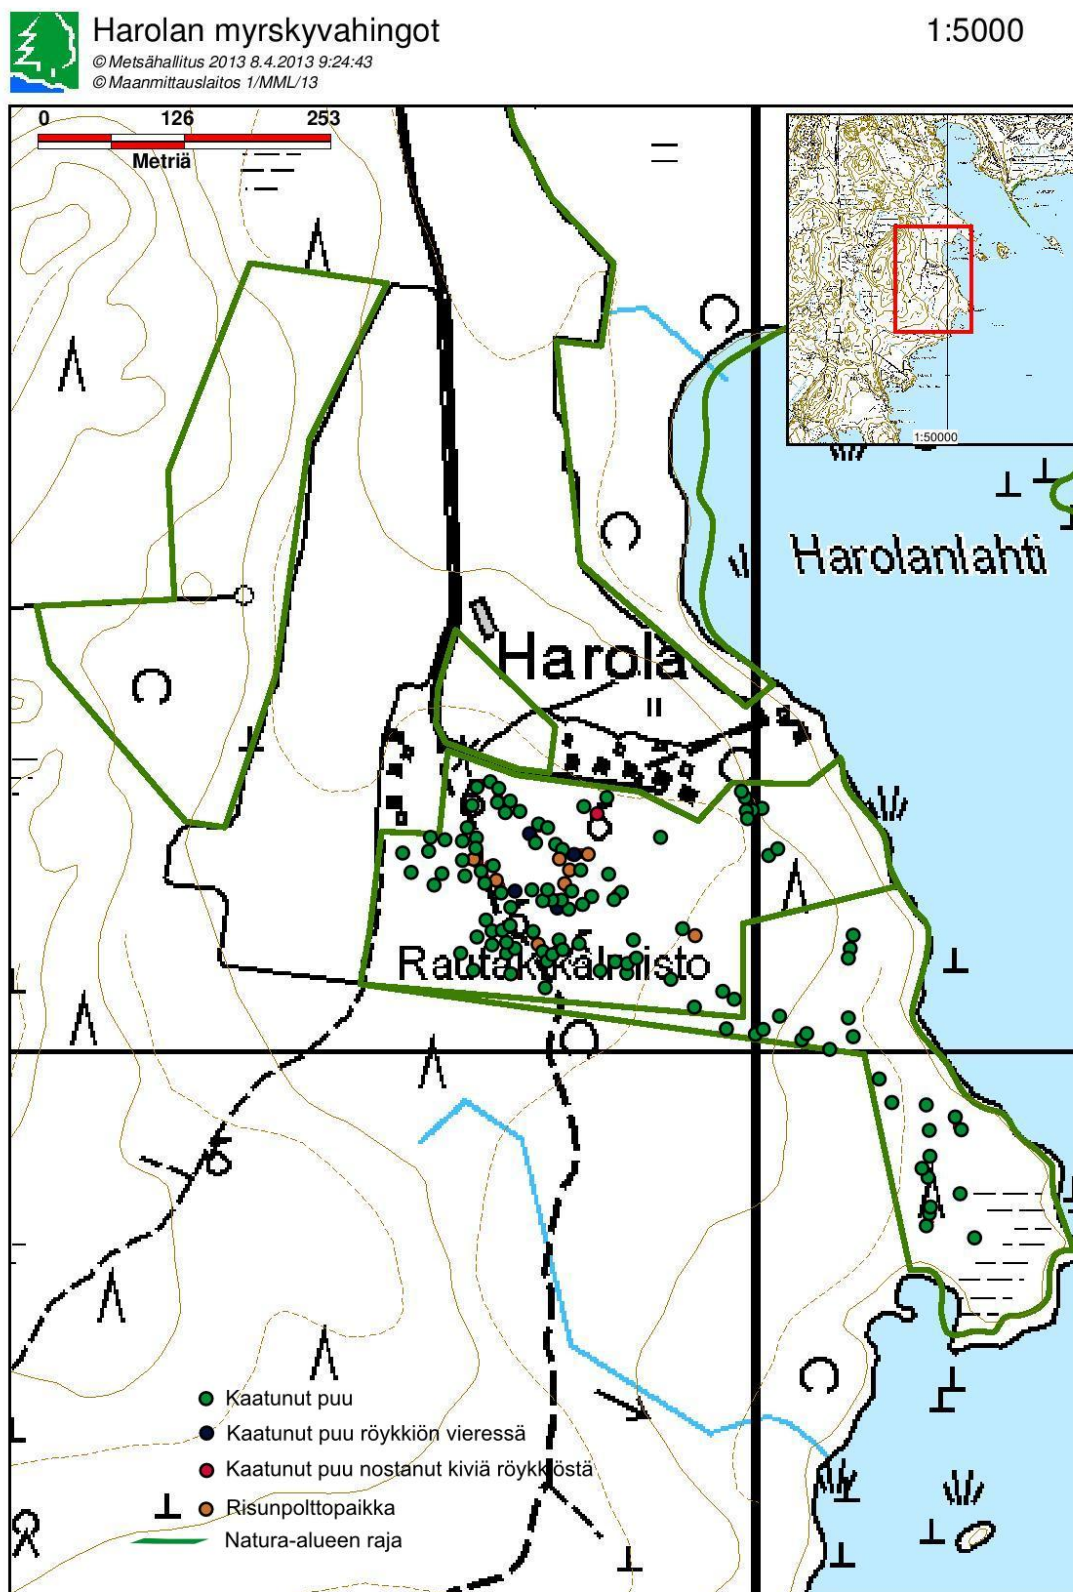 Harolan myrskyvahingot
1:5000
© Metsähallitus 2013 8.4.2013 9:24:43
© Maanmittauslaitos 1/MML/13
0 126 253
Metriä
1:50000
Harolanlahti
Harola
Rautakylkalmisto
Kaatunut puu
Kaatunut puu röykkiön vieressä
Kaatunut puu nostanut kiviä röykkiöstä
Risunpolttopaikka
Natura-alueen raja